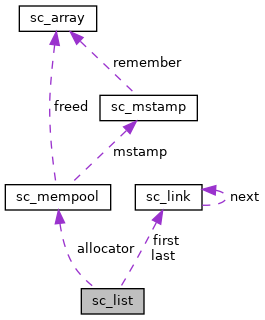 sc_array
remember
sc_mstamp
freed
mstamp
sc_mempool
sc_link
next
allocator
first
last
sc_list